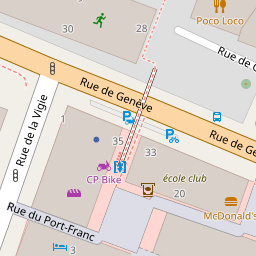 Poco Loco
30
28
Rue de G
Rue de Genève
Rue de Ge
Rue de la Vigie
1
35
33
CP Bike
école club
20
McDonald's
Rue du Port-Franc
3